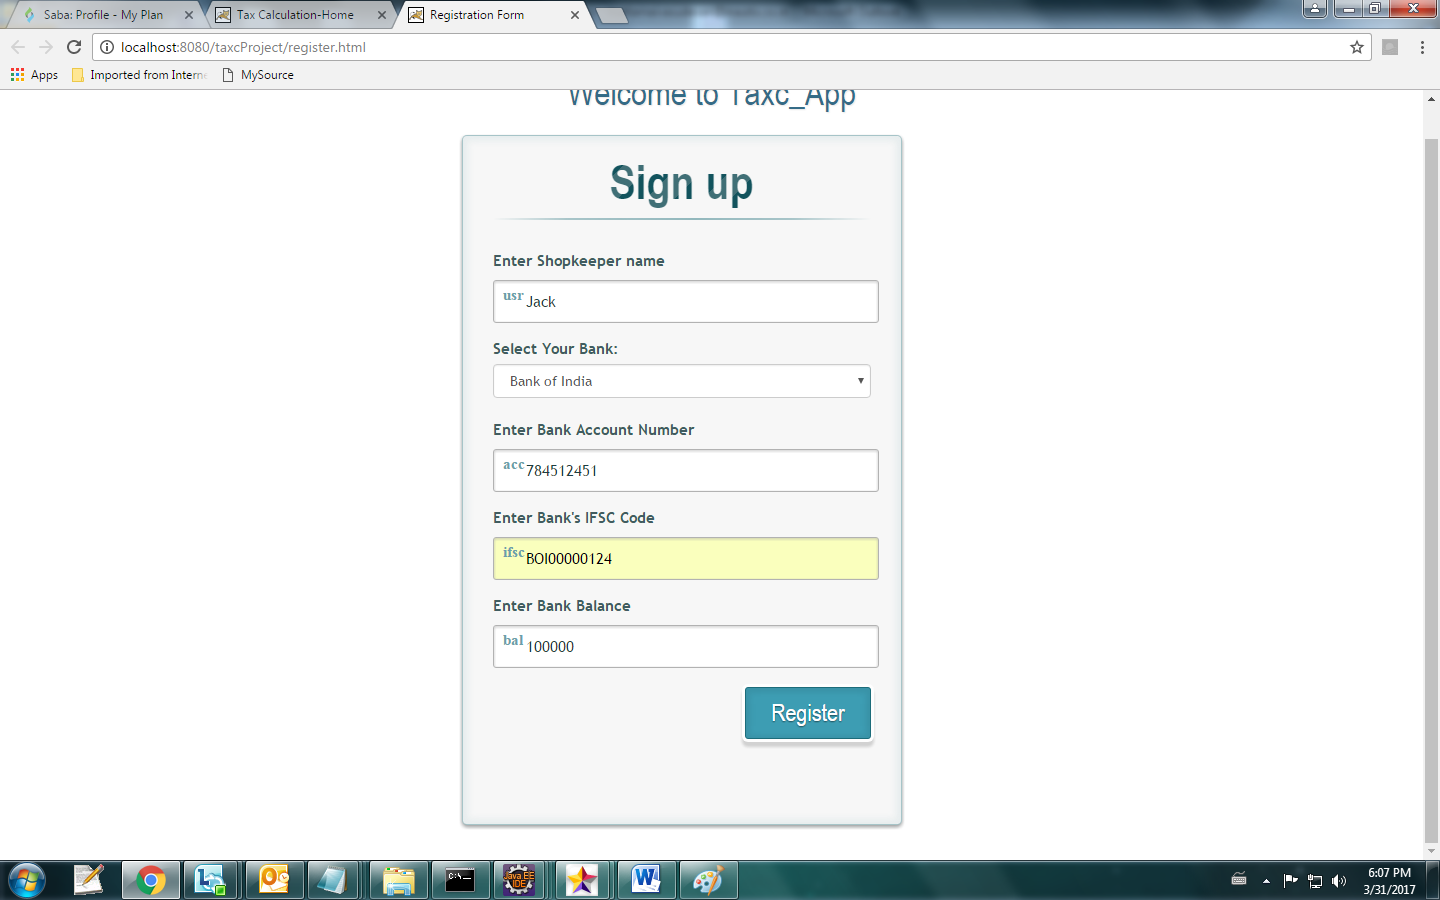 Saba: Profile - My Plan
Tax Calculation-Home
Registration Form
localhost:8080/taxcProject/register.html
Apps
Imported from Intern
MySource
Welcome to Taxc_App
Sign up
Enter Shopkeeper name
usr Jack
Select Your Bank:
Bank of India
Enter Bank Account Number
acc 784512451
Enter Bank's IFSC Code
ifsc BOI00000124
Enter Bank Balance
bal 100000
Register
C:\_
Java EE
IDE
6:07 PM
3/31/2017